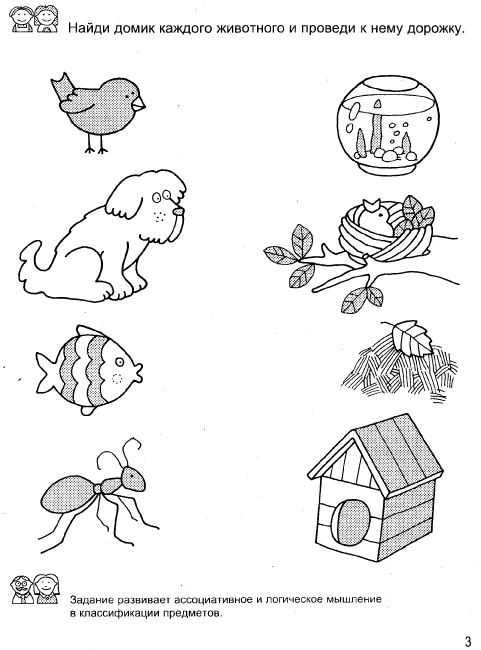 Найди домик каждого животного и проведи к нему дорожку.
Задание развивает ассоциативное и логическое мышление
в классификации предметов.
3